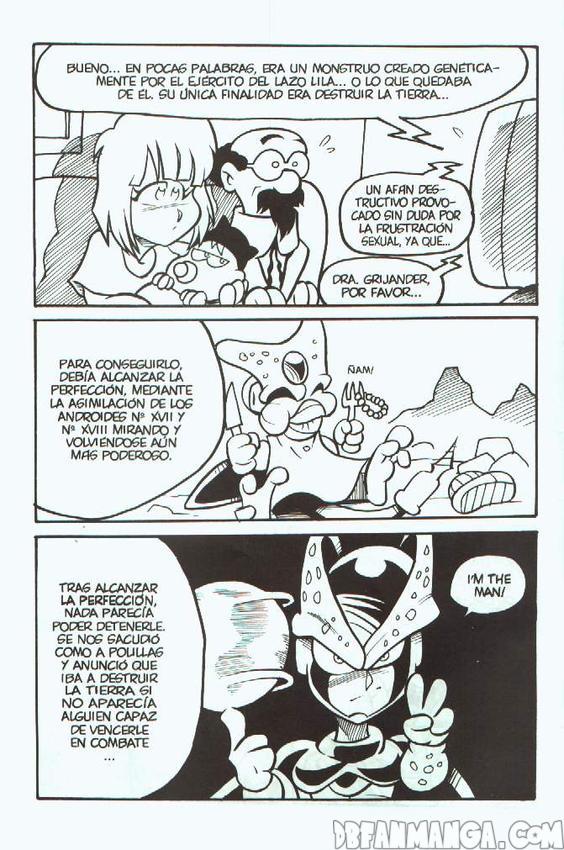 BUENO... EN POCAS PALABRAS, ERA UN MONSTRUO CREADO GENÉTICA-
MENTE POR EL EJÉRCITO DEL LAZO LILA... O LO QUE QUEDABA
DE ÉL. SU ÚNICA FINALIDAD ERA DESTRUIR LA TIERRA...
UN AFÁN DES-
TRUCTIVO PROVO-
CADO SIN DUDA POR
LA FRUSTRACIÓN
SEXUAL, YA QUE...
DRA. GRIJANDER,
POR FAVOR...
PARA CONSEGUIRLO,
DEBÍA ALCANZAR LA
PERFECCIÓN, MEDIANTE
LA ASIMILACIÓN DE LOS
ANDROIDES Nº XVII Y
Nº XVIII MIRANDO Y
VOLVIÉNDOSE AÚN
MÁS PODEROSO.
ÑAM!
TRAS ALCANZAR
LA PERFECCIÓN,
NADA PARECÍA
PODER DETENERLE.
SE NOS SACUDIÓ
COMO A POLILLAS
Y ANUNCIÓ QUE
IBA A DESTRUIR
LA TIERRA SI
NO APARECÍA
ALGUIEN CAPAZ
DE VENCERLE
EN COMBATE
...
I'M THE
MAN!
DBFANMANGA.COM